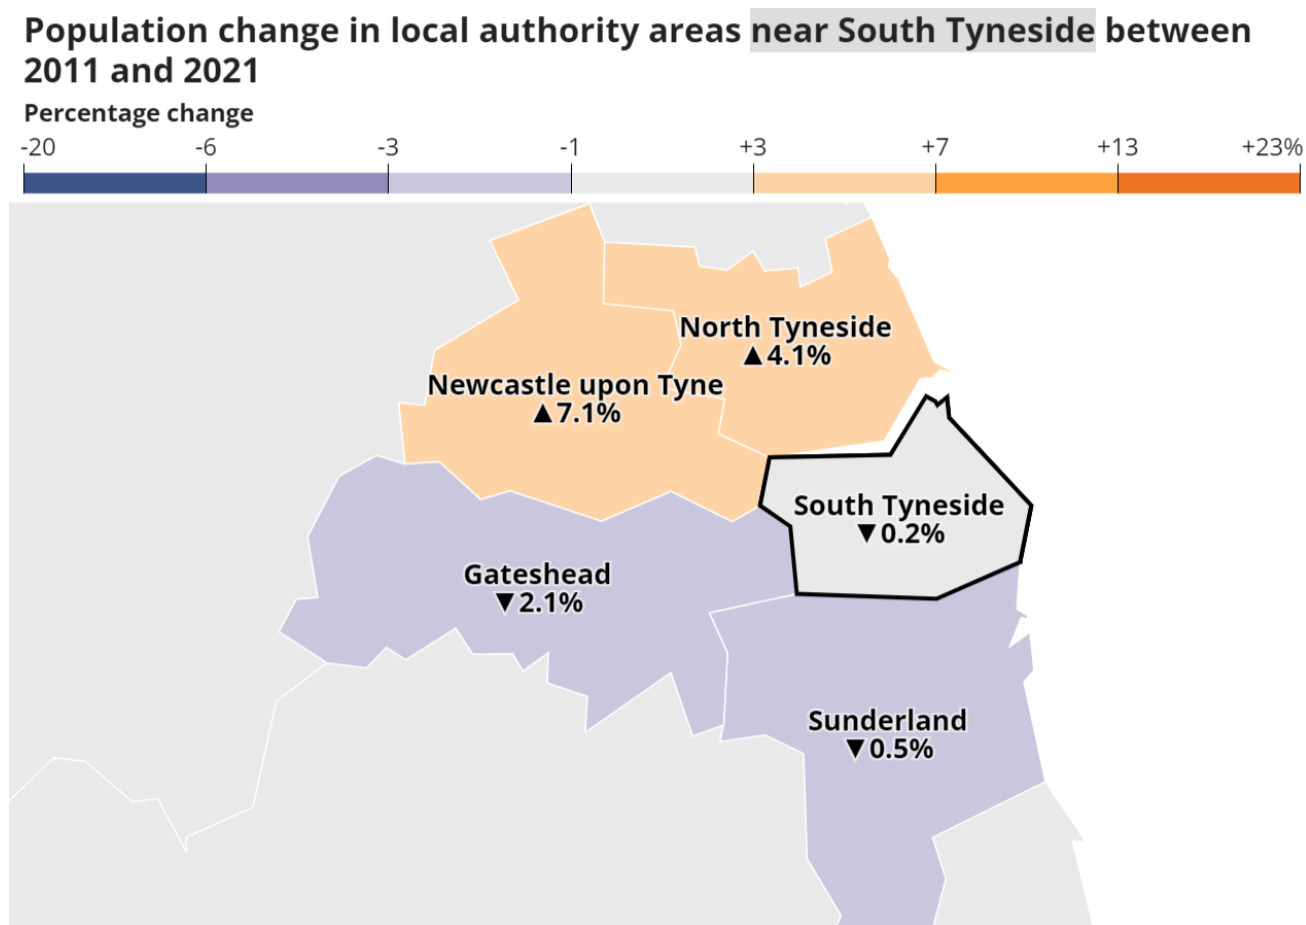 Population change in local authority areas near South Tyneside between
2011 and 2021
Percentage change
-20 -6 -3 -1 +3 +7 +13 +23%
North Tyneside
▲4.1%
Newcastle upon Tyne
▲7.1%
South Tyneside
▼0.2%
Gateshead
▼2.1%
Sunderland
▼0.5%